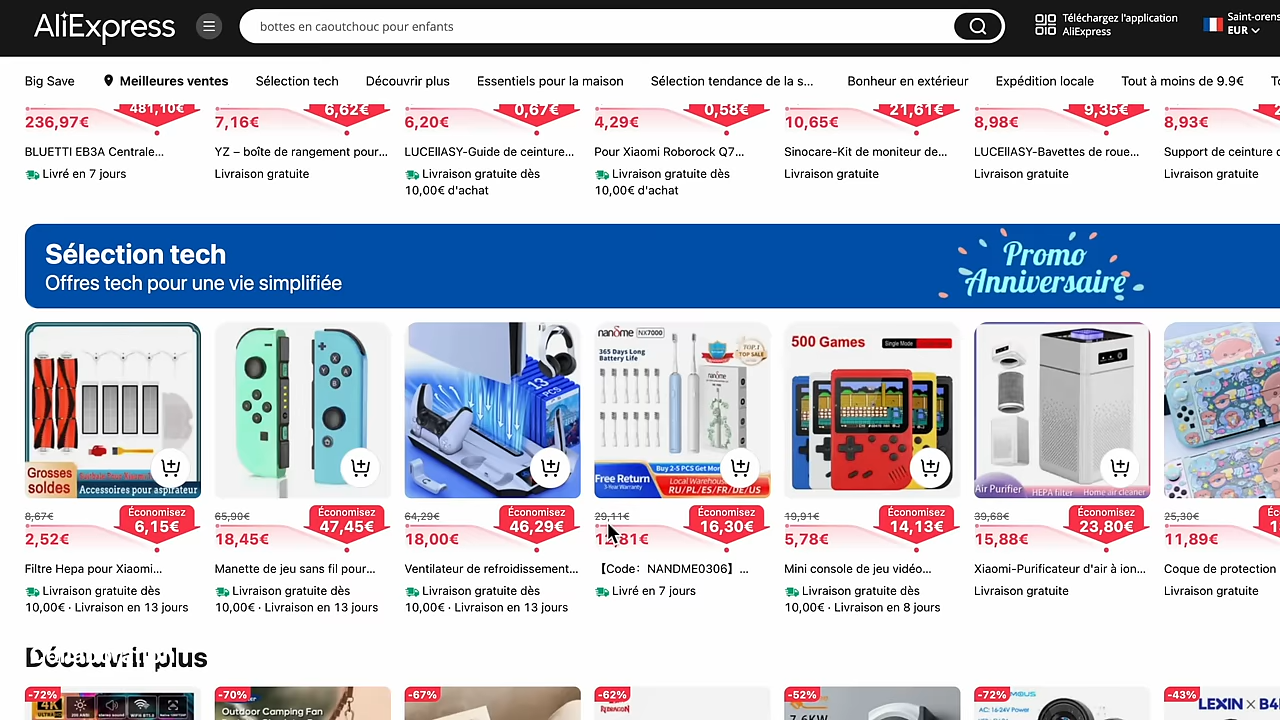 AliExpress
bottes en caoutchouc pour enfants
Téléchargez l'application
AliExpress
Saint-orens
EUR
Big Save
Meilleures ventes
Sélection tech
Découvrir plus
Essentiels pour la maison
Sélection tendance de la s...
Bonheur en extérieur
Expédition locale
Tout à moins de 9.9€
481,10€
236,97€
BLUETTI EB3A Centrale...
Livré en 7 jours
6,62€
7,16€
YZ – boîte de rangement pour...
Livraison gratuite
0,67€
6,20€
LUCEllASY-Guide de ceinture...
Livraison gratuite dès
10,00€ d'achat
0,58€
4,29€
Pour Xiaomi Roborock Q7...
Livraison gratuite dès
10,00€ d'achat
21,61€
10,65€
Sinocare-Kit de moniteur de...
Livraison gratuite
9,35€
8,98€
LUCEllASY-Bavettes de roue...
Livraison gratuite
8,93€
Support de ceinture
Livraison gratuite
Sélection tech
Offres tech pour une vie simplifiée
Promo
Anniversaire
Grosses
soldes
Accessoires pour aspirateur
8,67€
Économisez
6,15€
2,52€
Filtre Hepa pour Xiaomi...
Livraison gratuite dès
10,00€ · Livraison en 13 jours
65,90€
Économisez
47,45€
18,45€
Manette de jeu sans fil pour...
Livraison gratuite dès
10,00€ · Livraison en 13 jours
13
PCS
64,29€
Économisez
46,29€
18,00€
Ventilateur de refroidissement...
Livraison gratuite dès
10,00€ · Livraison en 13 jours
nandme NX7000
365 Days Long
Battery Life
TOP.1
TOP SALE
nandme
Free Return
3-Year Warranty
Buy 2-5 PCS Get
Local Warehouse
RU/PL/ES/FR/DE/US
29,11€
Économisez
16,30€
【Code：NANDME0306】...
Livré en 7 jours
500 Games
Single Mode
19,91€
Économisez
14,13€
5,78€
Mini console de jeu vidéo...
Livraison gratuite dès
10,00€ · Livraison en 8 jours
Air Purifier
HEPA filter
Home air cleaner
39,68€
Économisez
23,80€
15,88€
Xiaomi-Purificateur d'air à ion...
Livraison gratuite
25,30€
11,89€
Coque de protection
Livraison gratuite
Découvrir plus
-72%
4K
-70%
Outdoor Camping Fan
-67%
-62%
REDRAGON
-52%
7.6KW
-72%
AC: 16-24V Power
-43%
LEXIN × B4